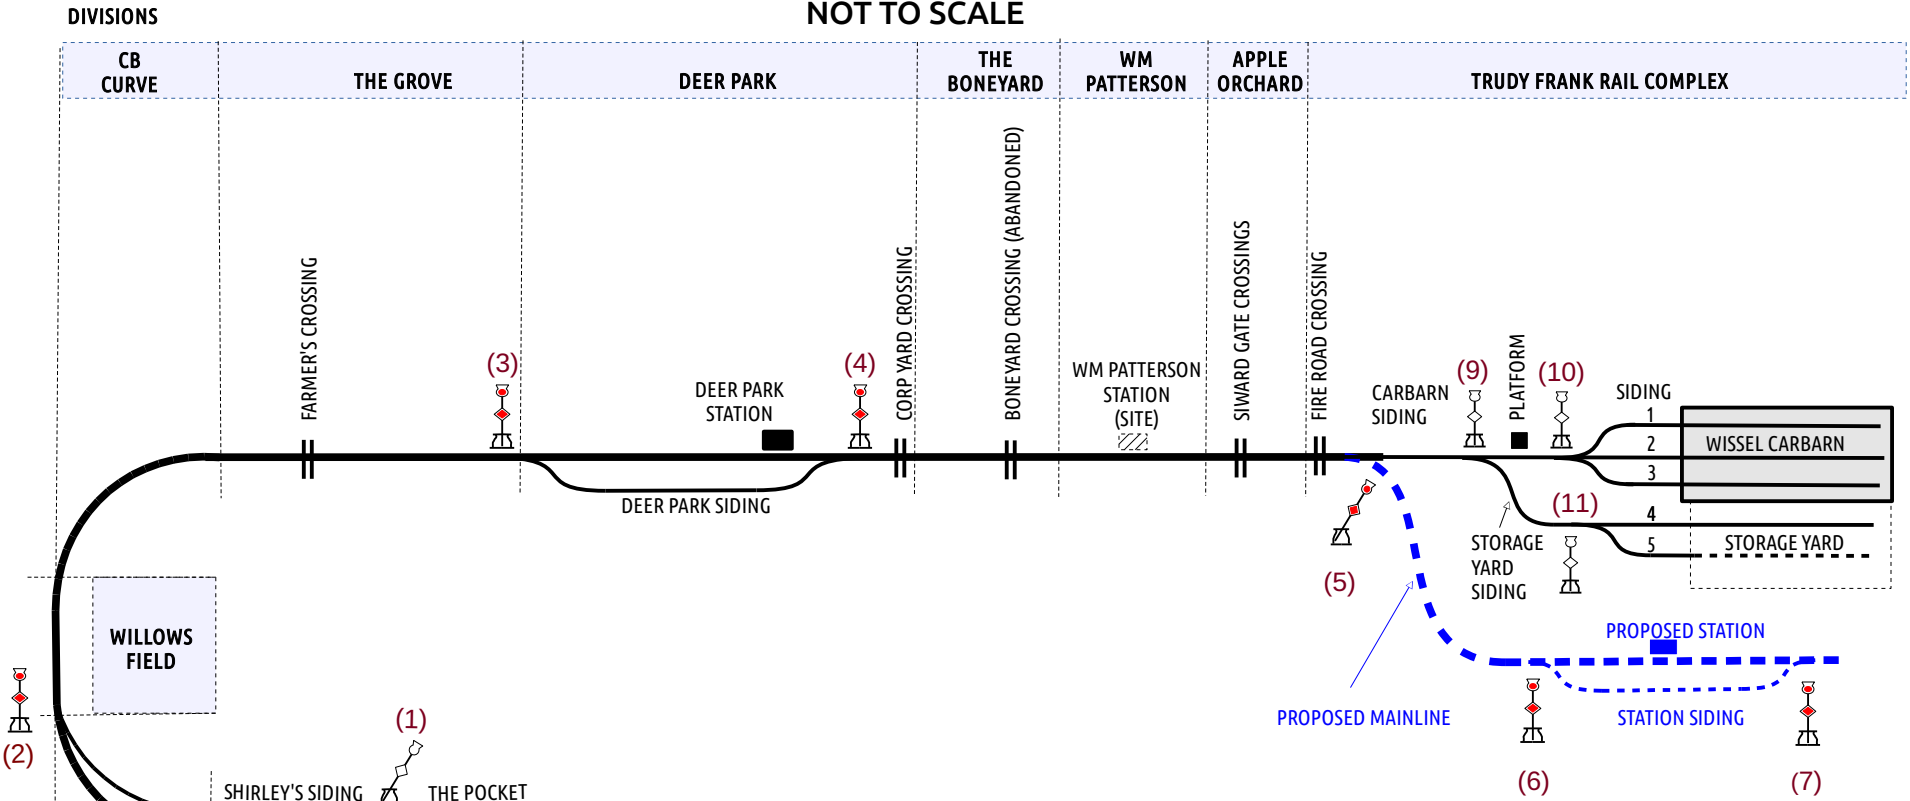 DIVISIONS
NOT TO SCALE
CB
CURVE
THE GROVE
DEER PARK
THE
BONEYARD
WM
PATTERSON
APPLE
ORCHARD
TRUDY FRANK RAIL COMPLEX
FARMER'S CROSSING
(3)
DEER PARK
STATION
(4)
CORP YARD CROSSING
BONEYARD CROSSING (ABANDONED)
WM PATTERSON
STATION
(SITE)
SIWARD GATE CROSSINGS
FIRE ROAD CROSSING
CARBARN
SIDING
(9)
PLATFORM
(10)
SIDING
1
2
3
WISSEL CARBARN
DEER PARK SIDING
(11)
4
5
STORAGE YARD
STORAGE
YARD
SIDING
(5)
WILLOWS
FIELD
PROPOSED STATION
PROPOSED MAINLINE
STATION SIDING
(1)
(2)
(6)
(7)
SHIRLEY'S SIDING
THE POCKET